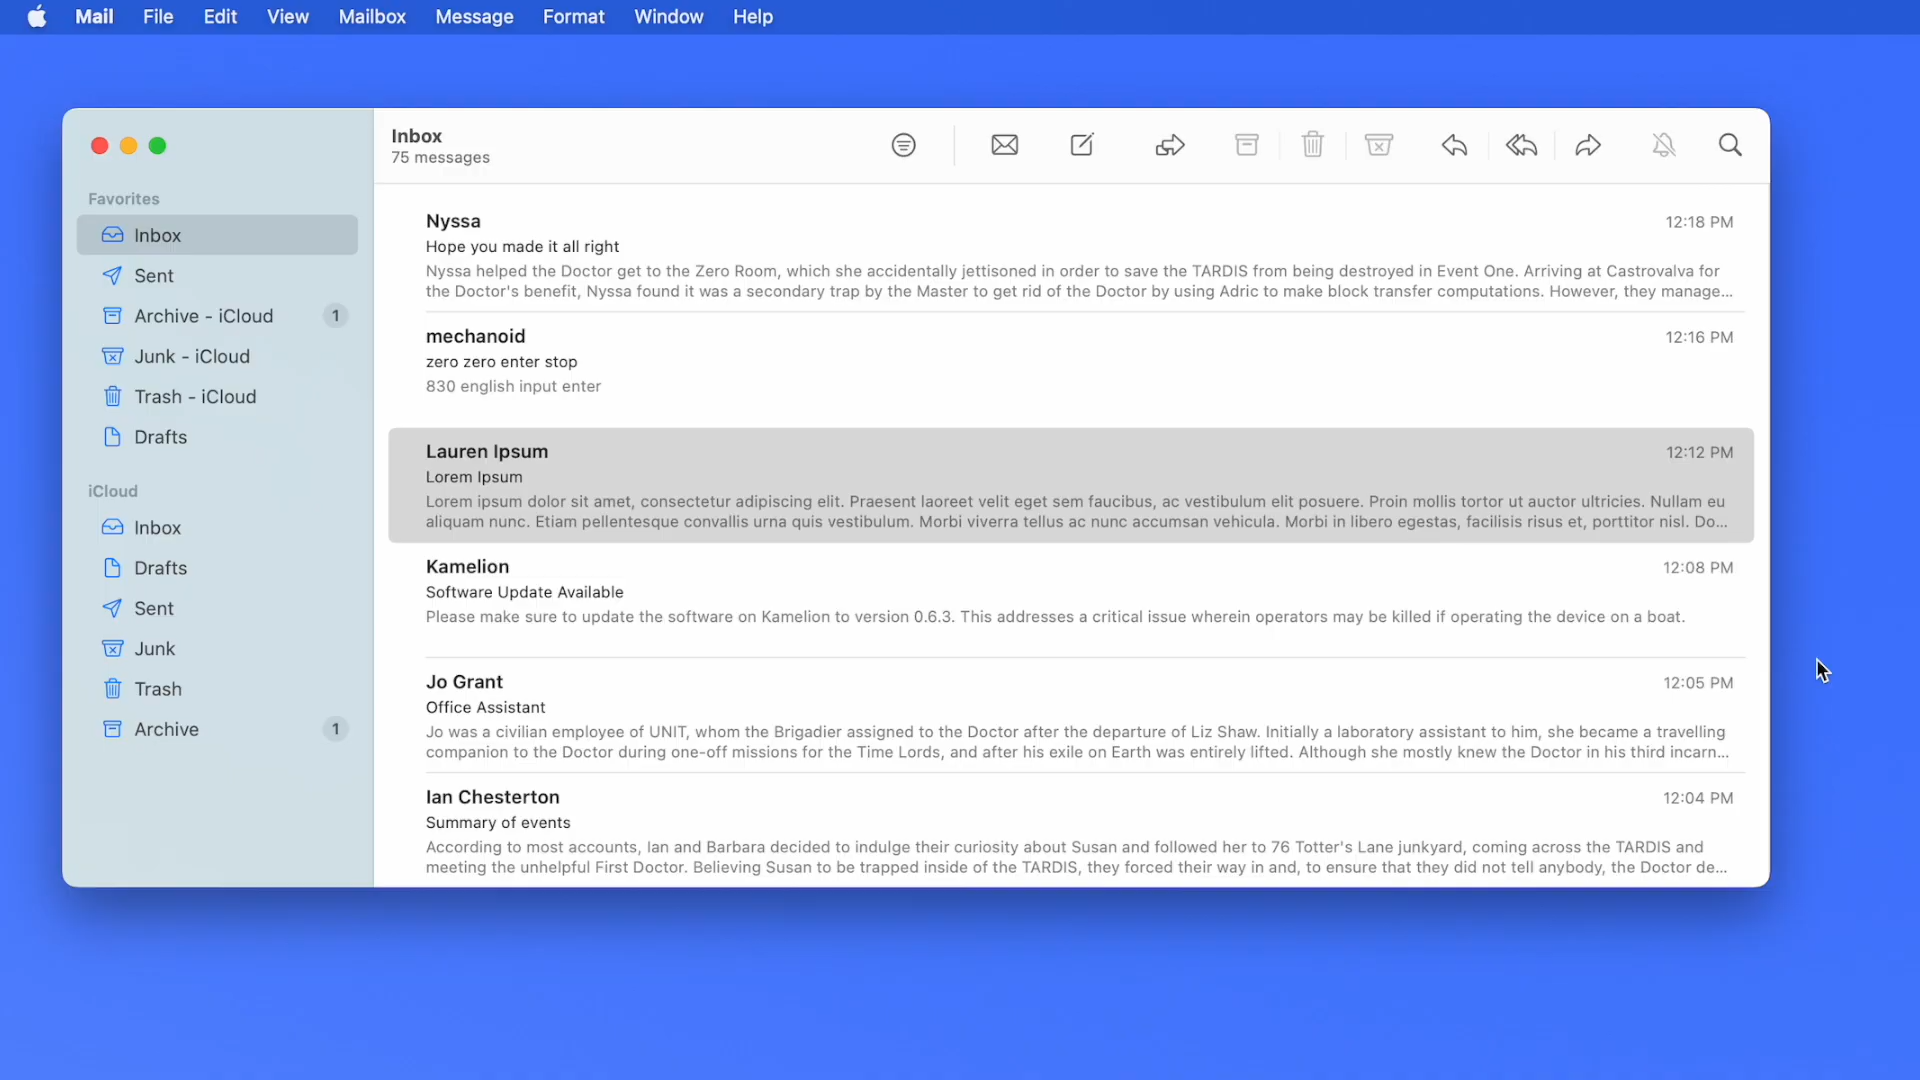 Mail File Edit View Mailbox Message Format Window Help
Favorites
Inbox
Sent
Archive - iCloud 1
Junk - iCloud
Trash - iCloud
Drafts
iCloud
Inbox
Drafts
Sent
Junk
Trash
Archive 1
Inbox
75 messages
Nyssa 12:18 PM
Hope you made it all right
Nyssa helped the Doctor get to the Zero Room, which she accidentally jettisoned in order to save the TARDIS from being destroyed in Event One. Arriving at Castrovalva for
the Doctor's benefit, Nyssa found it was a secondary trap by the Master to get rid of the Doctor by using Adric to make block transfer computations. However, they manage...
mechanoid 12:16 PM
zero zero enter stop
830 english input enter
Lauren Ipsum 12:12 PM
Lorem Ipsum
Lorem ipsum dolor sit amet, consectetur adipiscing elit. Praesent laoreet velit eget sem faucibus, ac vestibulum elit posuere. Proin mollis tortor ut auctor ultricies. Nullam eu
aliquam nunc. Etiam pellentesque convallis urna quis vestibulum. Morbi viverra tellus ac nunc accumsan vehicula. Morbi in libero egestas, facilisis risus et, porttitor nisl. Do...
Kamelion 12:08 PM
Software Update Available
Please make sure to update the software on Kamelion to version 0.6.3. This addresses a critical issue wherein operators may be killed if operating the device on a boat.
Jo Grant 12:05 PM
Office Assistant
Jo was a civilian employee of UNIT, whom the Brigadier assigned to the Doctor after the departure of Liz Shaw. Initially a laboratory assistant to him, she became a travelling
companion to the Doctor during one-off missions for the Time Lords, and after his exile on Earth was entirely lifted. Although she mostly knew the Doctor in his third incarn...
Ian Chesterton 12:04 PM
Summary of events
According to most accounts, Ian and Barbara decided to indulge their curiosity about Susan and followed her to 76 Totter's Lane junkyard, coming across the TARDIS and
meeting the unhelpful First Doctor. Believing Susan to be trapped inside of the TARDIS, they forced their way in and, to ensure that they did not tell anybody, the Doctor de...